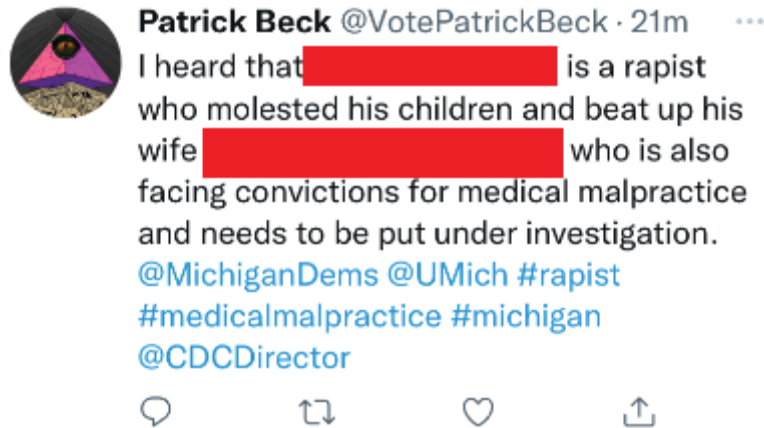 Patrick Beck @VotePatrickBeck · 21m
I heard that is a rapist
who molested his children and beat up his
wife who is also
facing convictions for medical malpractice
and needs to be put under investigation.
@MichiganDems @UMich #rapist
#medicalmalpractice #michigan
@CDCDirector